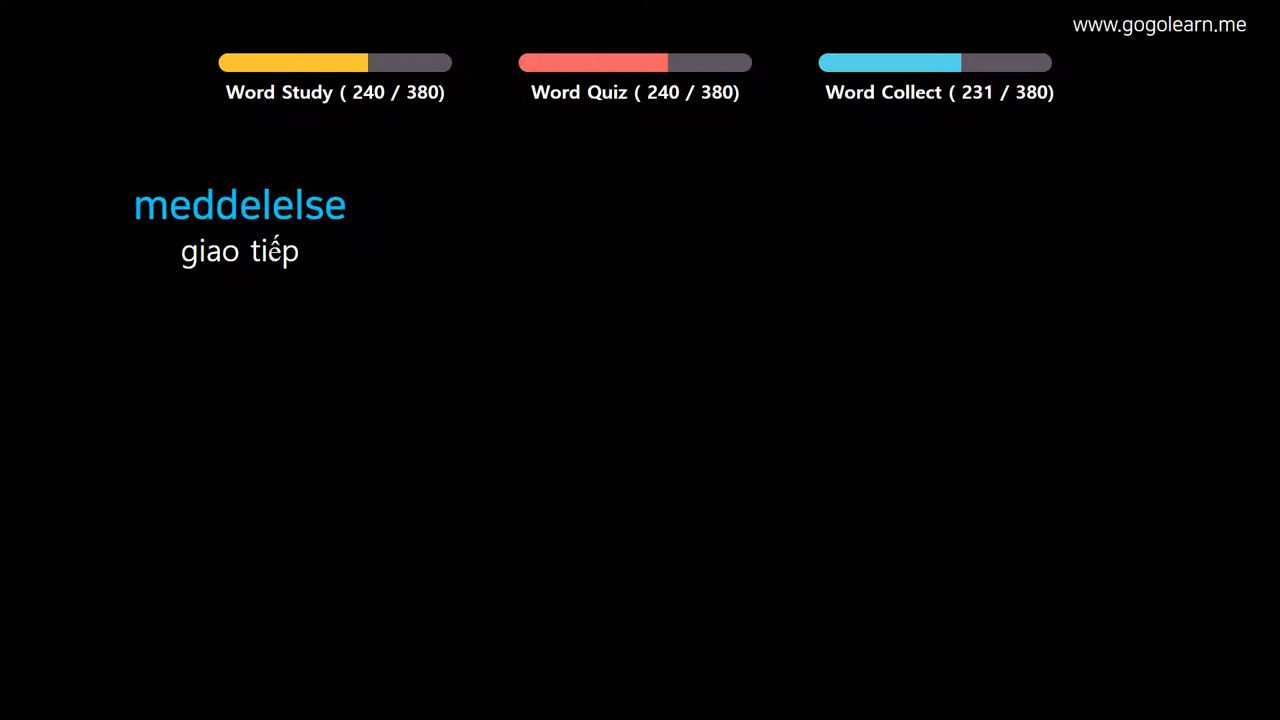 www.gogolearn.me
Word Study ( 240 / 380)
Word Quiz ( 240 / 380)
Word Collect ( 231 / 380)
meddelelse
giao tiếp